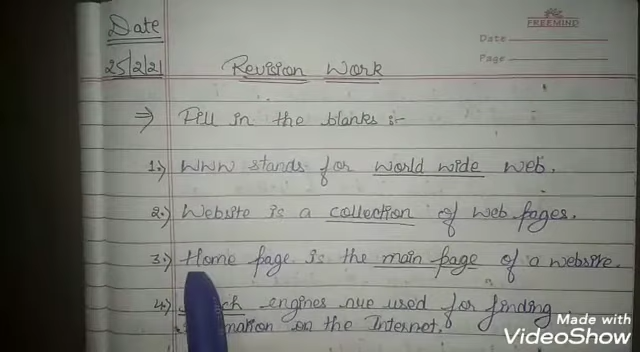 Date
FREEMIND
Date
25/2/21
Page
Revision Work
⇒ Fill in the blanks :-
1.) WWW stands for world wide web.
2.) Website is a collection of web pages.
3.) Home page is the main page of a website.
4.) engines are used for finding
on the Internet.
Made with
VideoShow